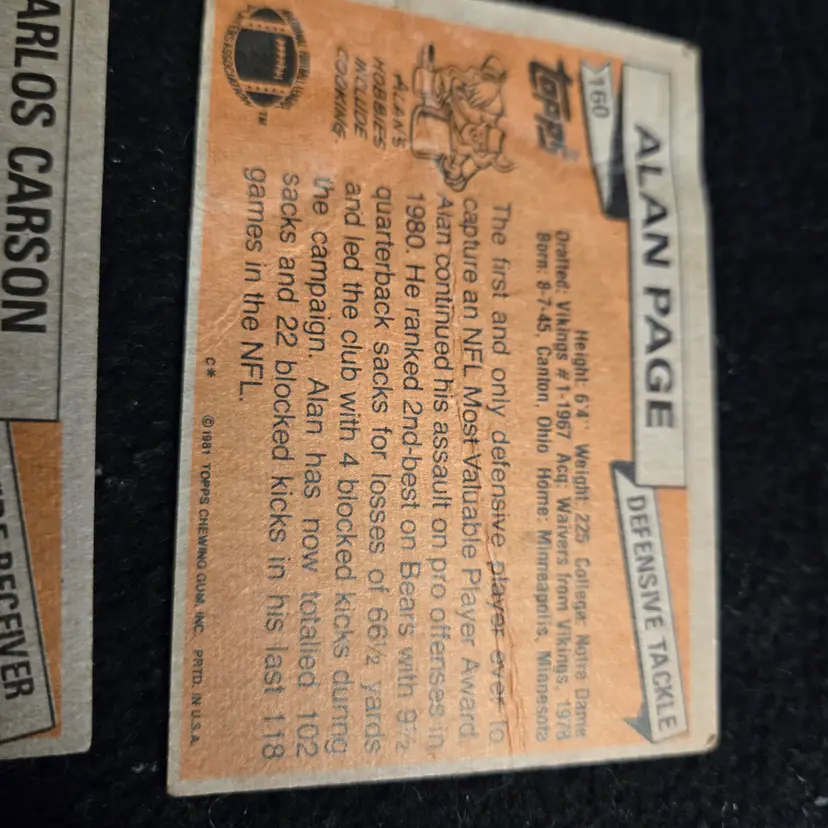 ALAN PAGE
DEFENSIVE TACKLE
160
topps
Height: 6'4" Weight: 225 College: Notre Dame
Drafted: Vikings #1-1967 Acq. Waivers from Vikings, 1978
Born: 8-7-45, Canton, Ohio Home: Minneapolis, Minnesota
The first and only defensive player ever to
capture an NFL Most Valuable Player Award,
Alan continued his assault on pro offenses in
1980. He ranked 2nd-best on Bears with 9½
quarterback sacks for losses of 66½ yards
and led the club with 4 blocked kicks during
the campaign. Alan has now totalled 102
sacks and 22 blocked kicks in his last 118
games in the NFL.
ALAN'S
HOBBIES
INCLUDE
COOKING.
TM
C* © 1981 TOPPS CHEWING GUM, INC. PRTD. IN U.S.A.
ARLOS CARSON
RECEIVER